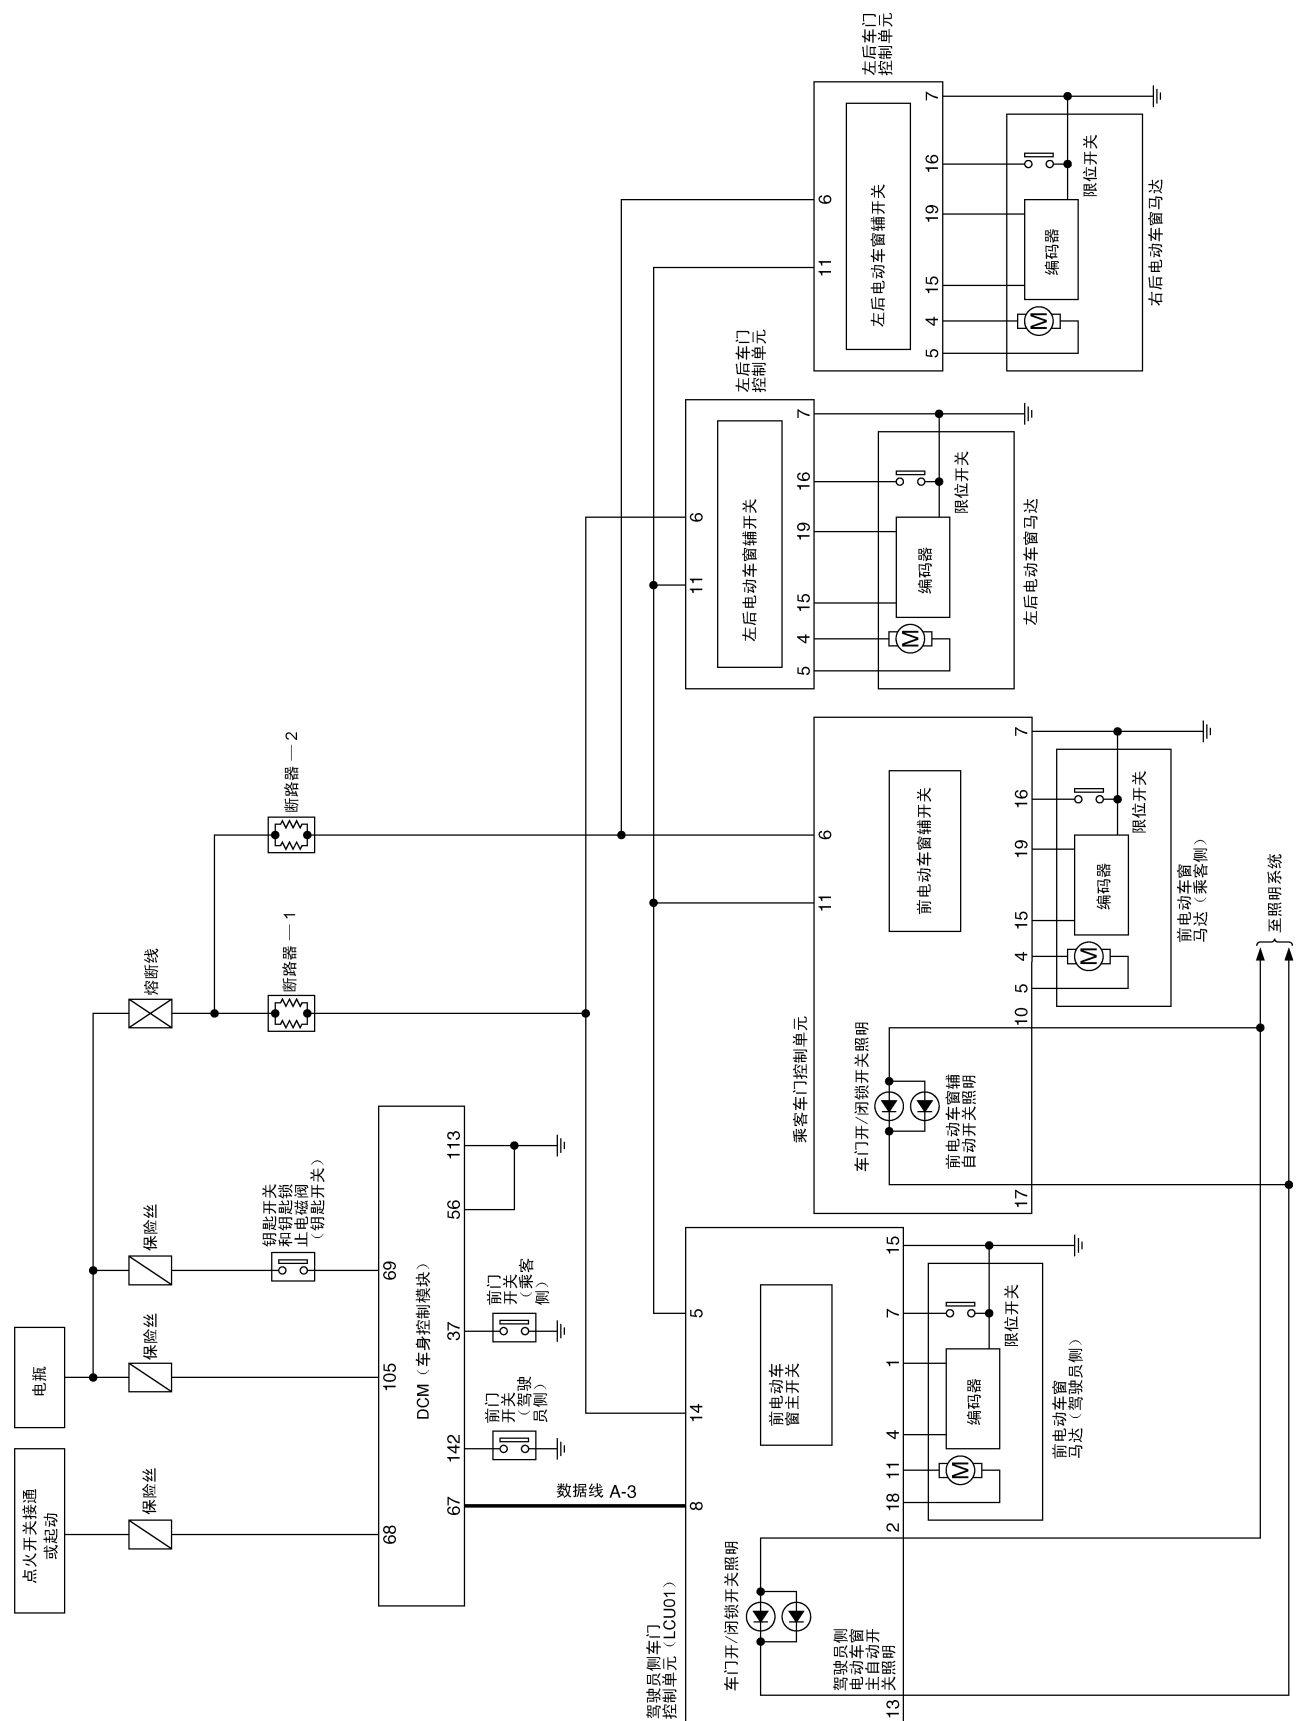 电瓶
点火开关接通
或起动
保险丝
保险丝
保险丝
熔断线
断路器—1
断路器—2
钥匙开关
和钥匙锁
止电磁阀
（钥匙开关）
68
105
69
DCM（车身控制模块）
67
142
37
56
113
前门
开关
（驾驶
员侧）
前门
开关
（乘客
侧）
数据线 A-3
驾驶员侧车门
控制单元（LCU01）
8
14
5
车门开/闭锁开关照明
前电动车
窗主开关
驾驶员侧
电动车窗
主自动开
关照明
13
2
18
11
4
1
7
15
M
编码器
限位开关
前电动车窗
马达（驾驶员侧）
乘客车门控制单元
11
6
车门开/闭锁开关照明
前电动车窗辅
自动开关照明
前电动车窗辅开关
17
10
5
4
15
19
16
7
M
编码器
限位开关
前电动车窗
马达（乘客侧）
至照明系统
左后车门
控制单元
11
6
左后电动车窗辅开关
5
4
15
19
16
7
M
编码器
限位开关
左后电动车窗马达
左后车门
控制单元
11
6
左后电动车窗辅开关
5
4
15
19
16
7
M
编码器
限位开关
右后电动车窗马达